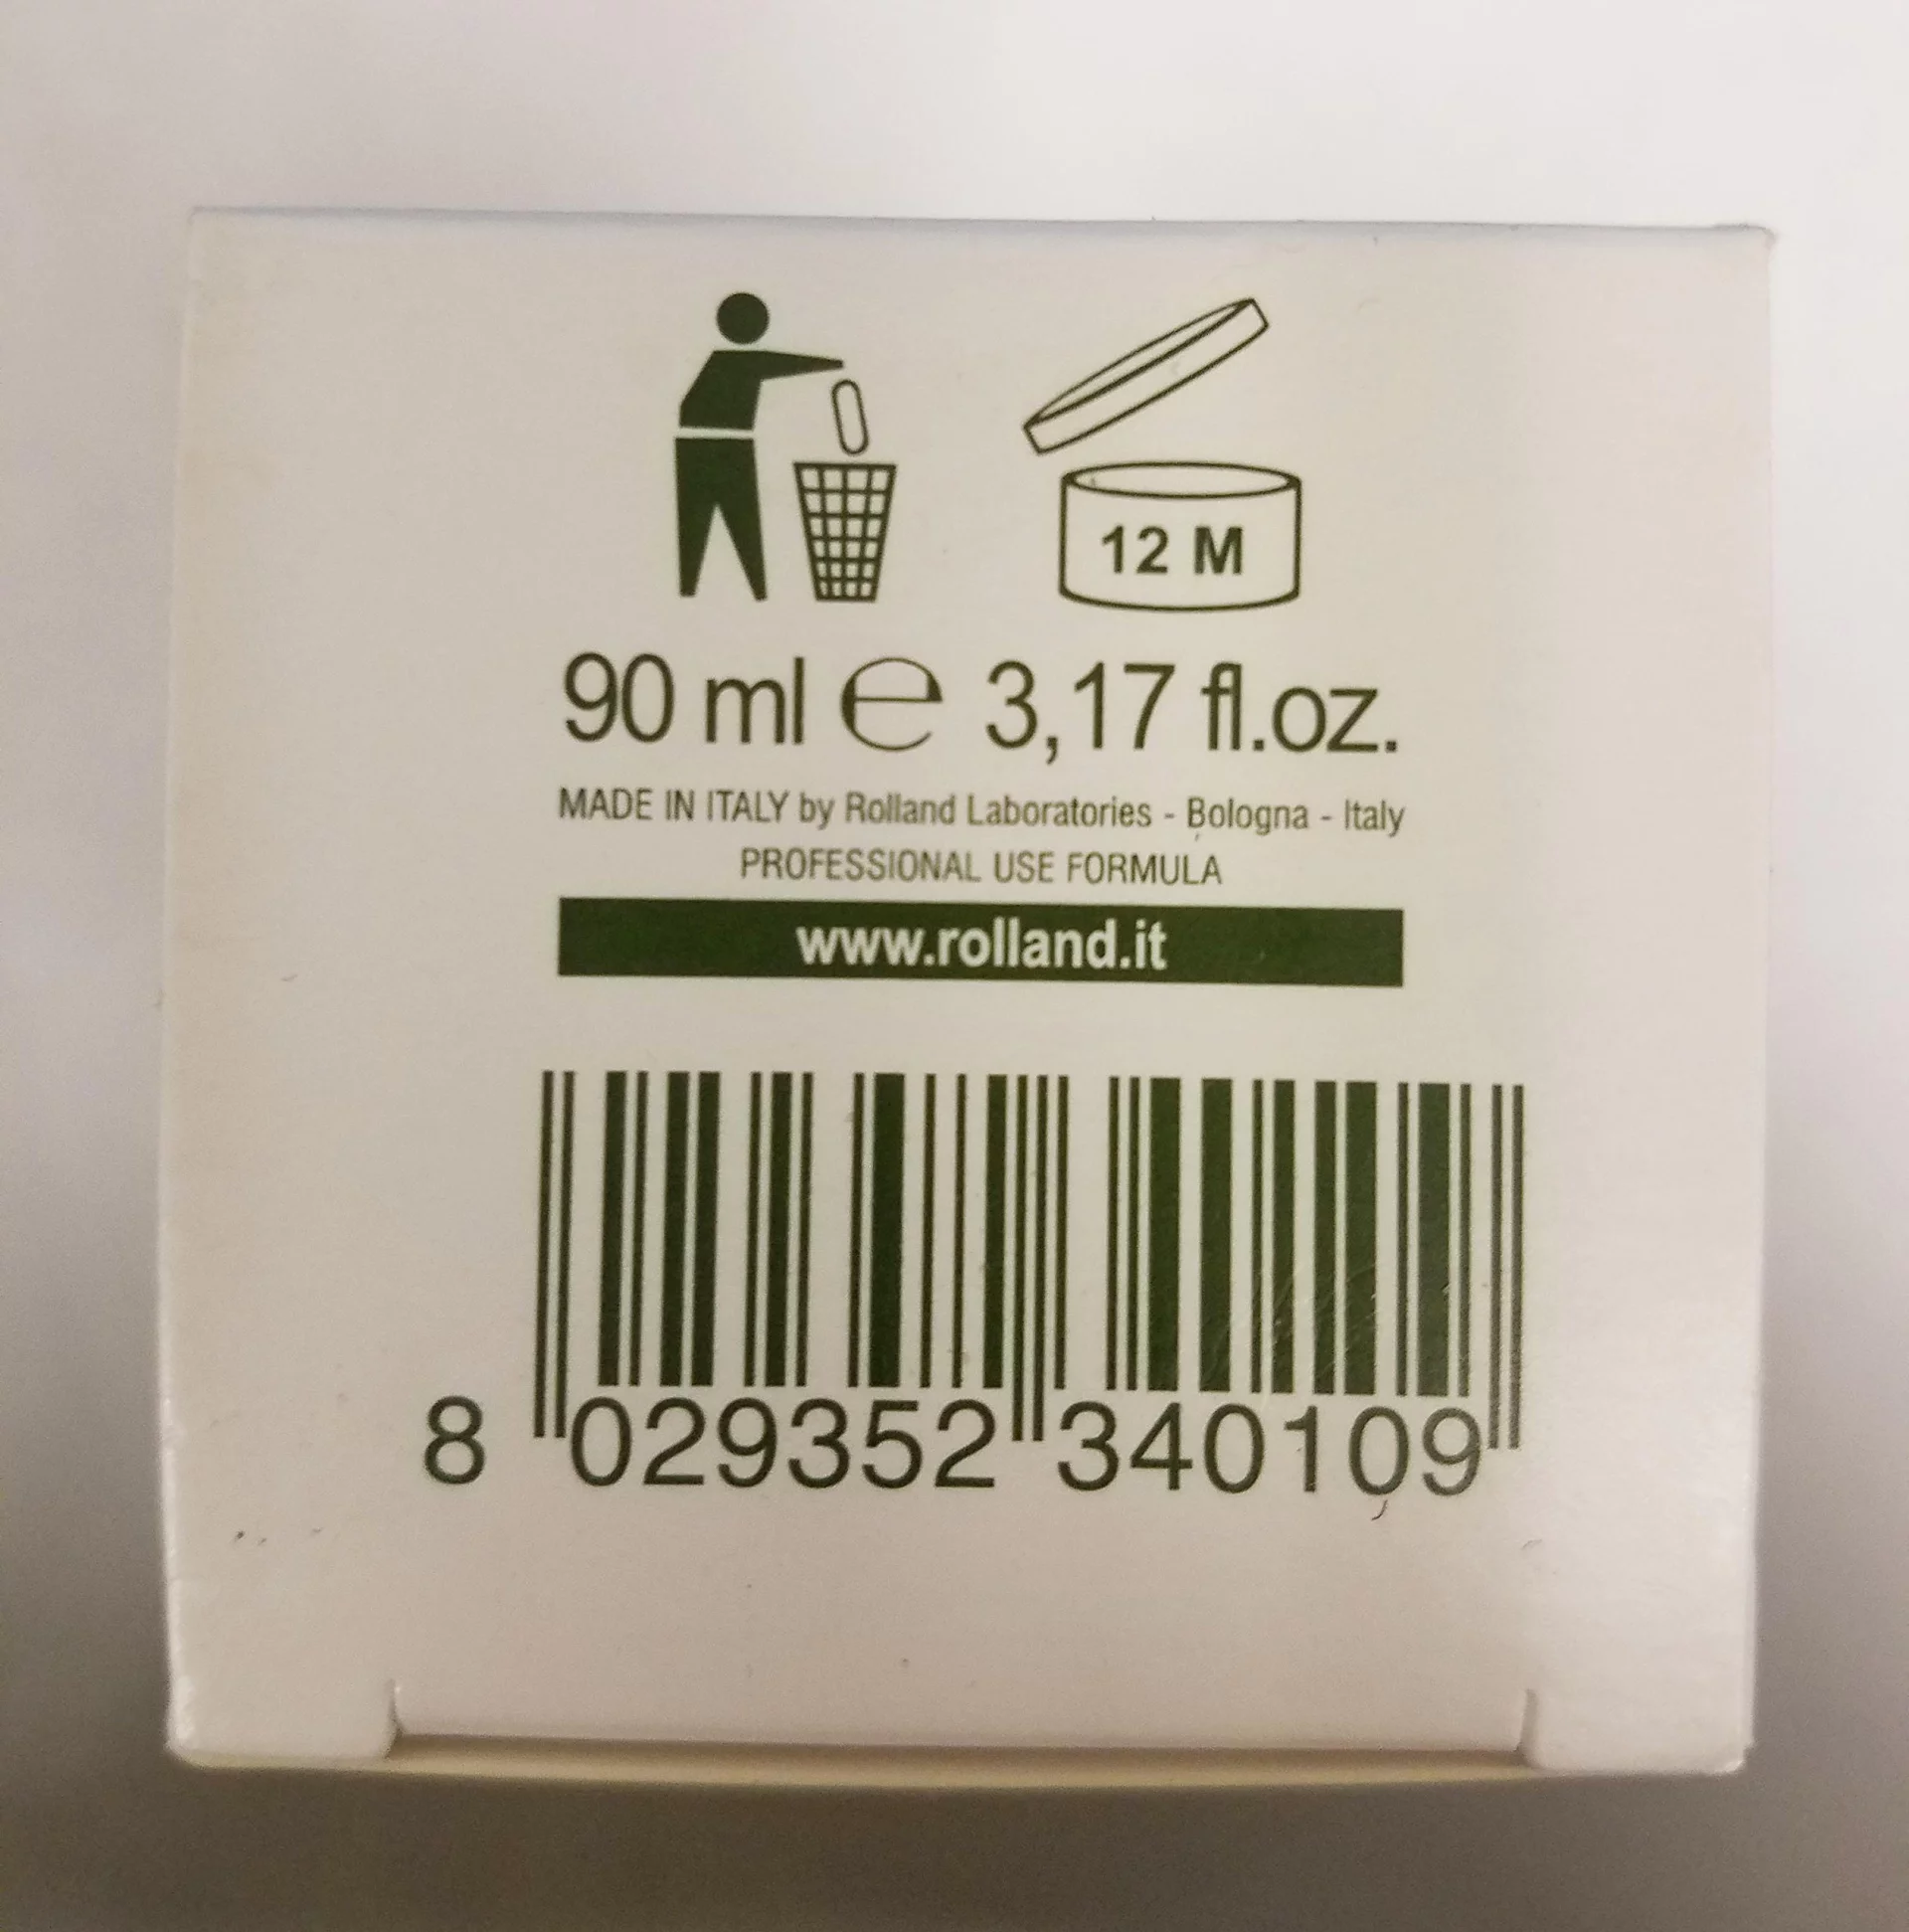 12 M
90 ml ℮ 3,17 fl.oz.
MADE IN ITALY by Rolland Laboratories - Bologna - Italy
PROFESSIONAL USE FORMULA
www.rolland.it
8 029352 340109